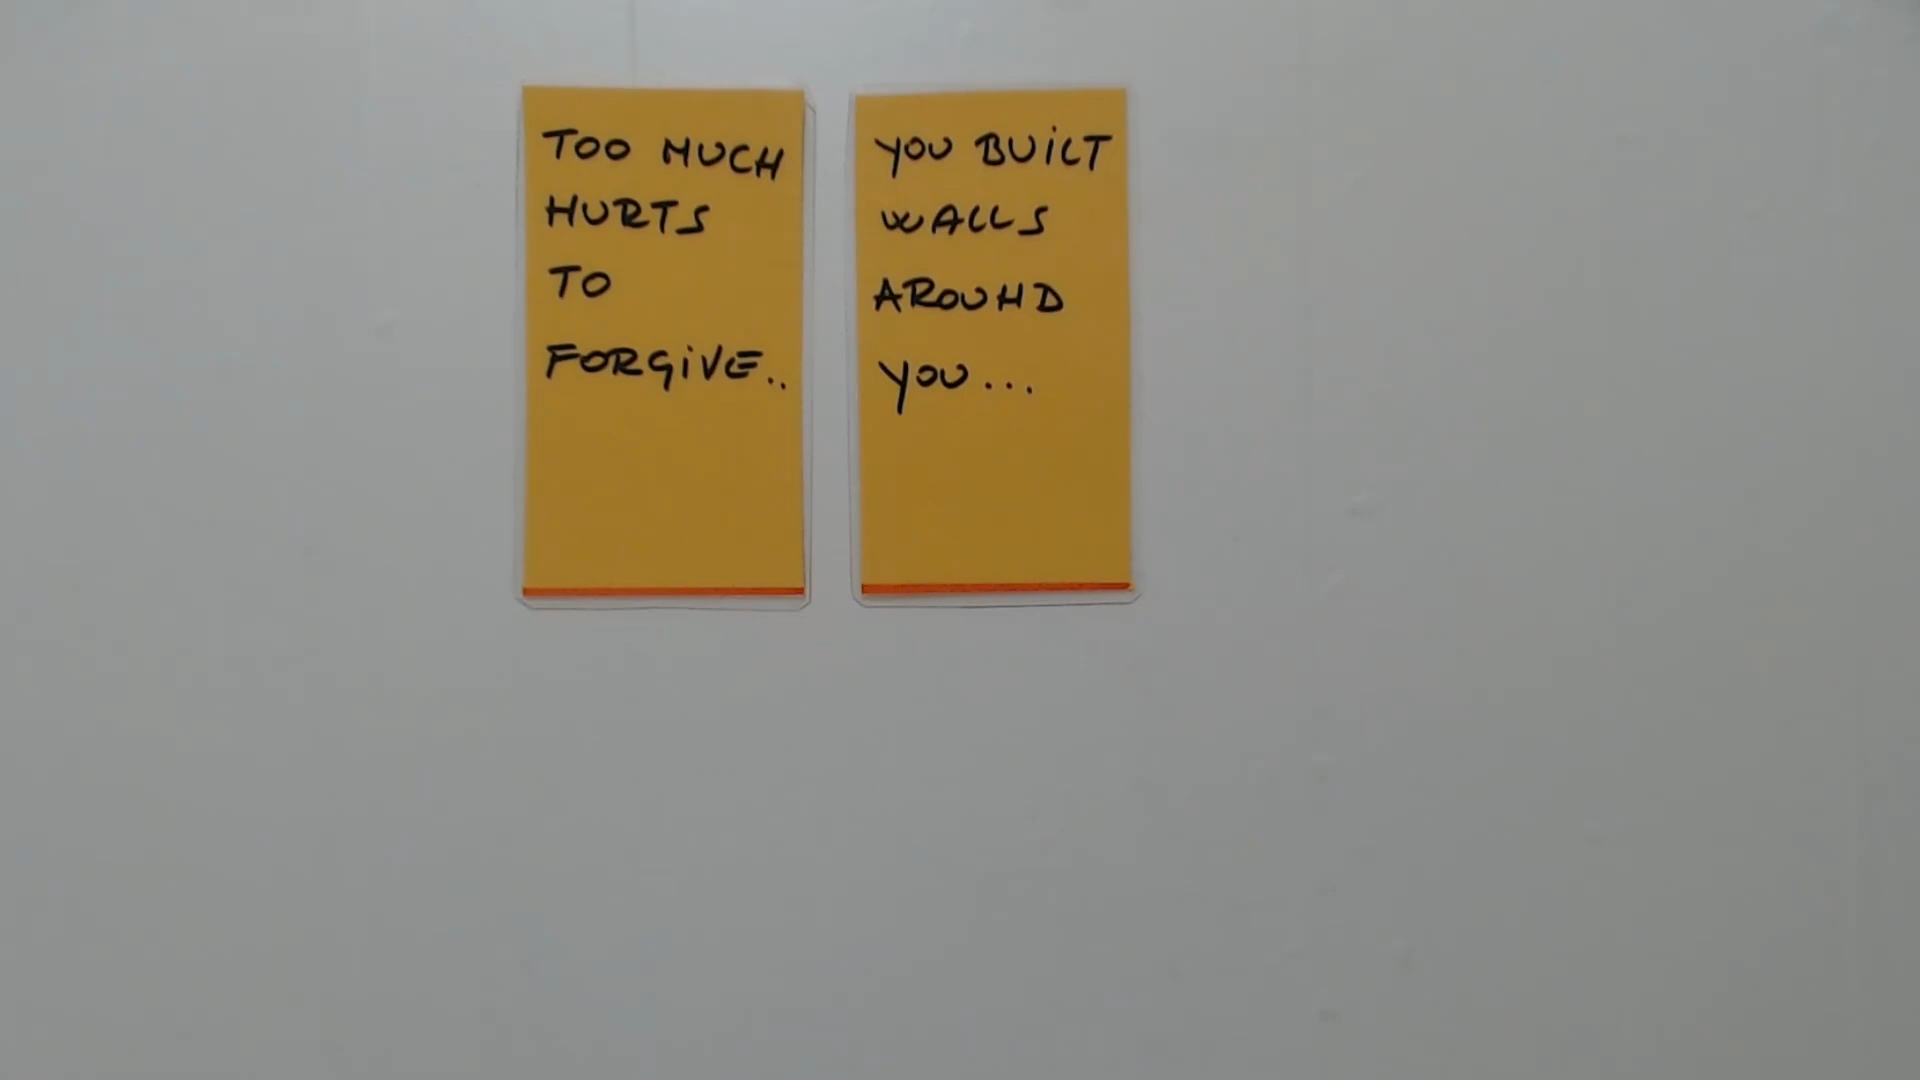 TOO MUCH
HURTS
TO
FORGIVE..
YOU BUILT
WALLS
AROUND
YOU...